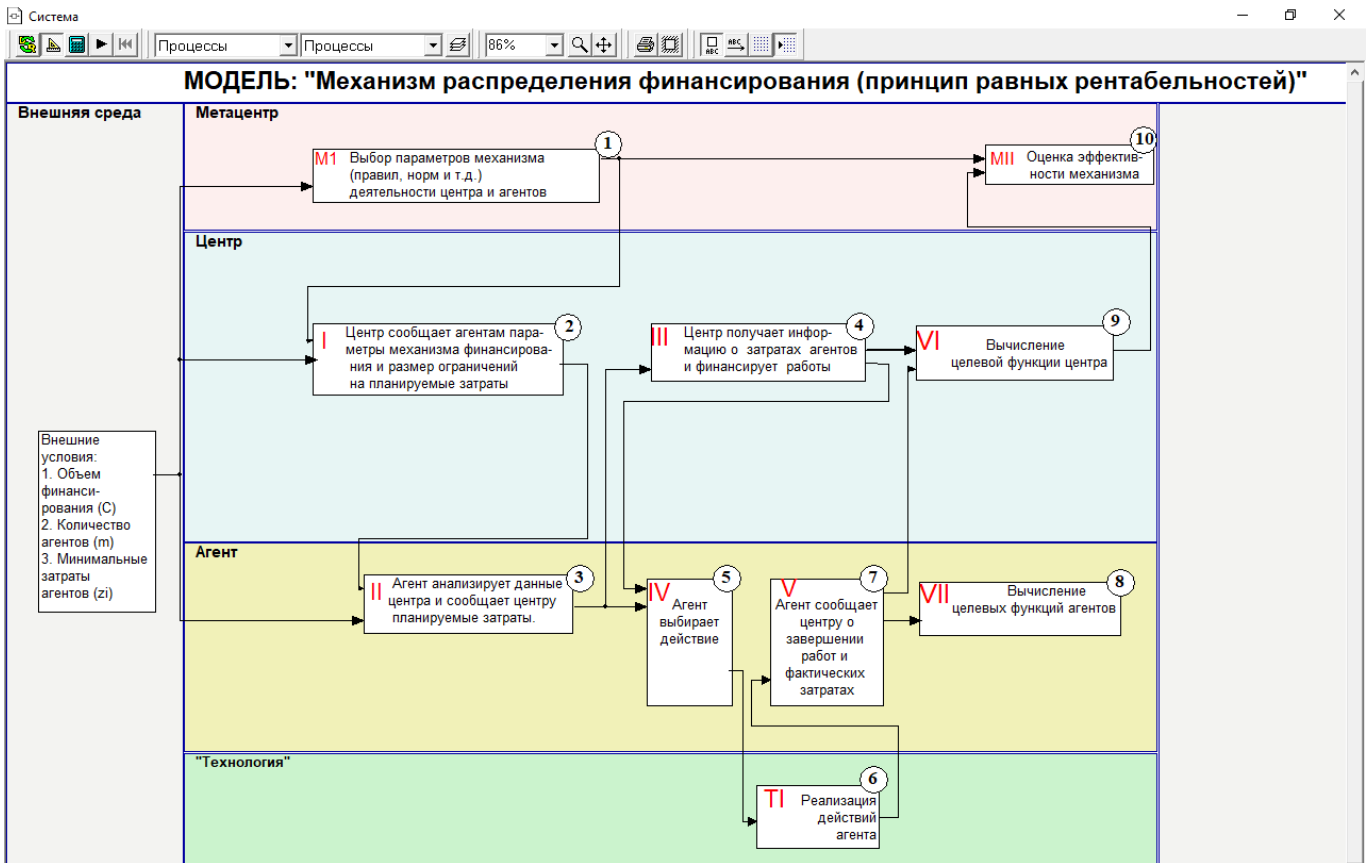 Система
Процессы
Процессы
86%
ABC
ABC
МОДЕЛЬ: "Механизм распределения финансирования (принцип равных рентабельностей)"
Внешняя среда
Метацентр
1
М1 Выбор параметров механизма
(правил, норм и т.д.)
деятельности центра и агентов
10
МII Оценка эффектив-
ности механизма
Центр
2
I Центр сообщает агентам пара-
метры механизма финансирова-
ния и размер ограничений
на планируемые затраты
4
III Центр получает инфор-
мацию о затратах агентов
и финансирует работы
9
VI Вычисление
целевой функции центра
Внешние
условия:
1. Объем
финанси-
рования (С)
2. Количество
агентов (m)
3. Минимальные
затраты
агентов (zi)
Агент
3
II Агент анализирует данные
центра и сообщает центру
планируемые затраты.
5
IV Агент
выбирает
действие
7
V
Агент сообщает
центру о
завершении
работ и
фактических
затратах
8
VII Вычисление
целевых функций агентов
"Технология"
6
TI Реализация
действий
агента